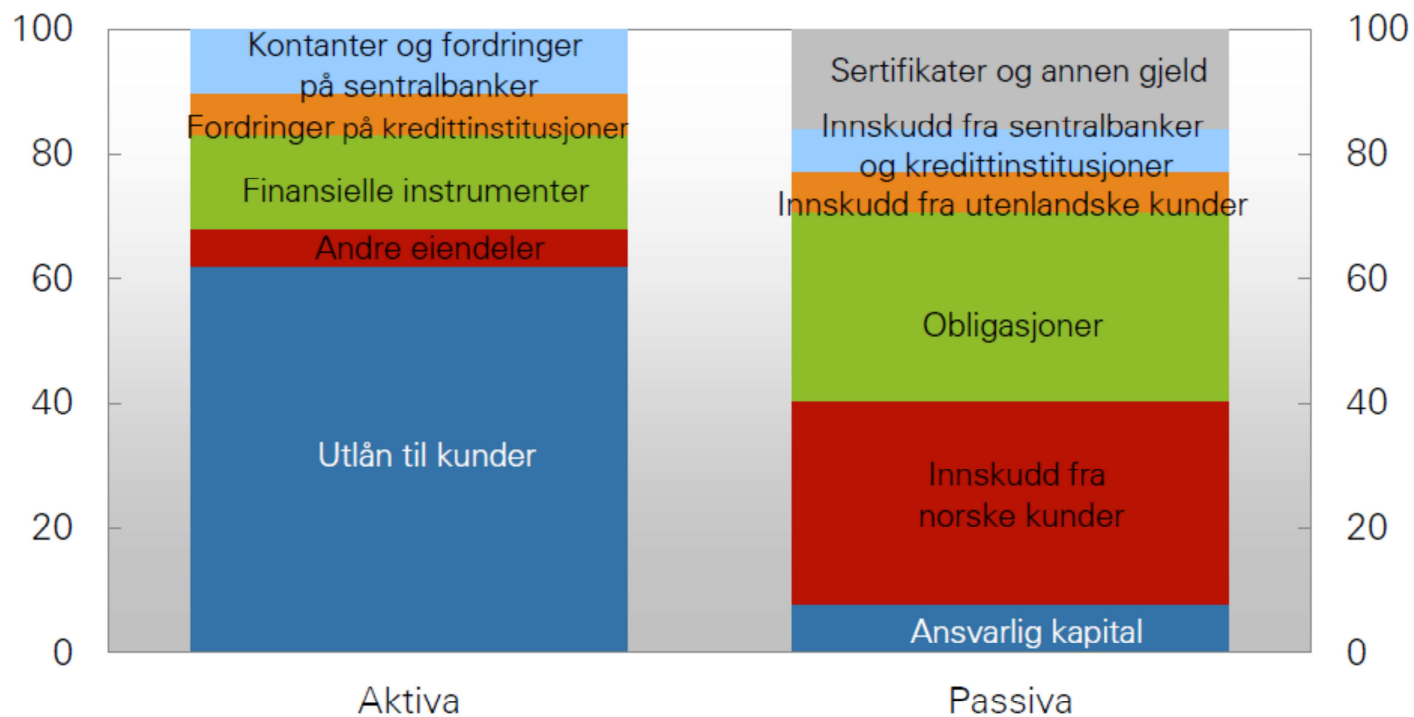 100
80
60
40
20
0
Kontanter og fordringer
på sentralbanker
Fordringer på kredittinstitusjoner
Finansielle instrumenter
Andre eiendeler
Utlån til kunder
Aktiva
Sertifikater og annen gjeld
Innskudd fra sentralbanker
og kredittinstitusjoner
Innskudd fra utenlandske kunder
Obligasjoner
Innskudd fra
norske kunder
Ansvarlig kapital
Passiva
100
80
60
40
20
0